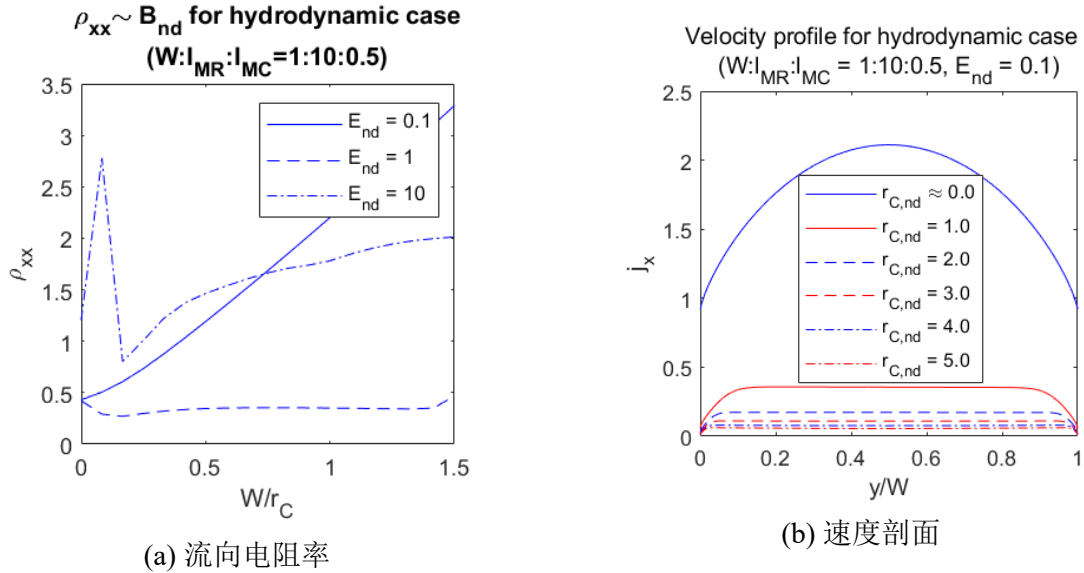 ρxx∼ Bnd for hydrodynamic case
(W:lMR:lMC=1:10:0.5)
3.5
3
2.5
2
1.5
1
0.5
0
ρxx
End = 0.1
End = 1
End = 10
0
0.5
1
1.5
W/rC
(a) 流向电阻率
Velocity profile for hydrodynamic case
(W:lMR:lMC = 1:10:0.5, End = 0.1)
2.5
2
1.5
1
0.5
0
jx
rC,nd ≈ 0.0
rC,nd = 1.0
rC,nd = 2.0
rC,nd = 3.0
rC,nd = 4.0
rC,nd = 5.0
0
0.2
0.4
0.6
0.8
1
y/W
(b) 速度剖面